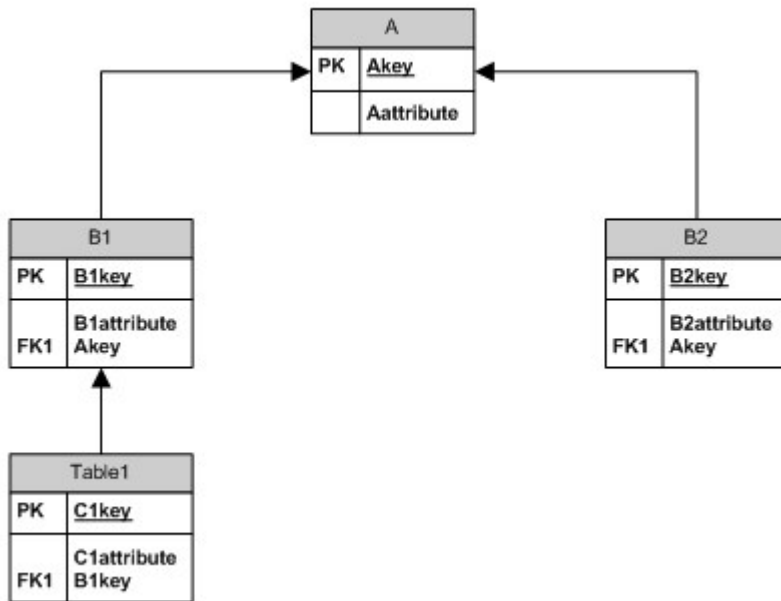 A
PK Akey
Aattribute
B1
PK B1key
B1attribute
FK1 Akey
B2
PK B2key
B2attribute
FK1 Akey
Table1
PK C1key
C1attribute
FK1 B1key